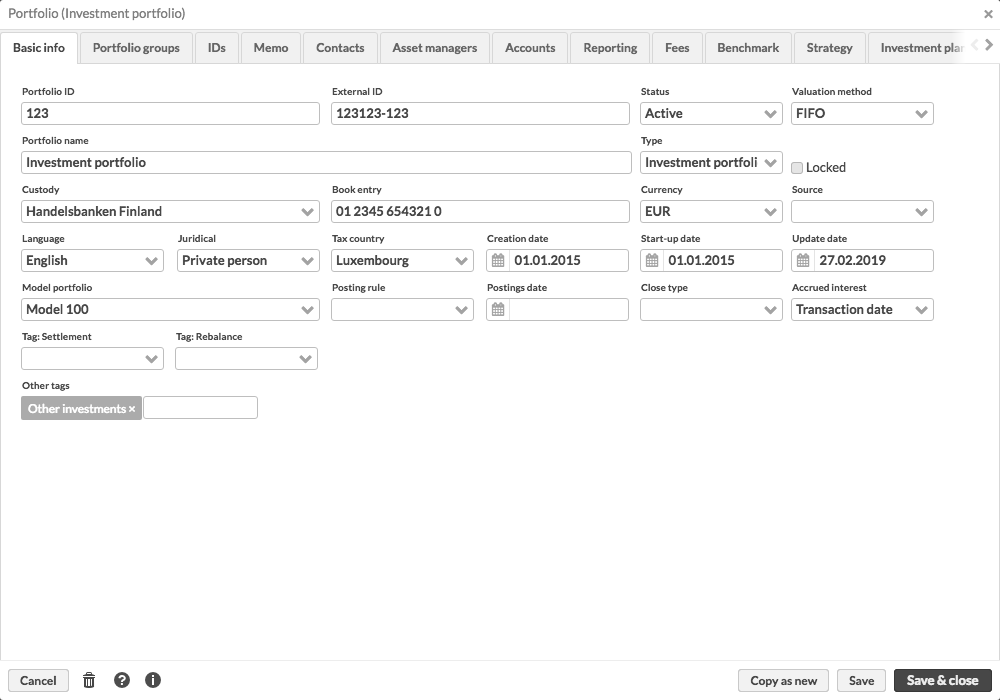 Portfolio (Investment portfolio)
Basic info Portfolio groups IDs Memo Contacts Asset managers Accounts Reporting Fees Benchmark Strategy Investment plan
Portfolio ID External ID Status Valuation method
123 123123-123 Active FIFO
Portfolio name Type
Investment portfolio Investment portfoli Locked
Custody Book entry Currency Source
Handelsbanken Finland 01 2345 654321 0 EUR
Language Juridical Tax country Creation date Start-up date Update date
English Private person Luxembourg 01.01.2015 01.01.2015 27.02.2019
Model portfolio Posting rule Postings date Close type Accrued interest
Model 100 Transaction date
Tag: Settlement Tag: Rebalance
Other tags
Other investments ×
Cancel Copy as new Save Save & close